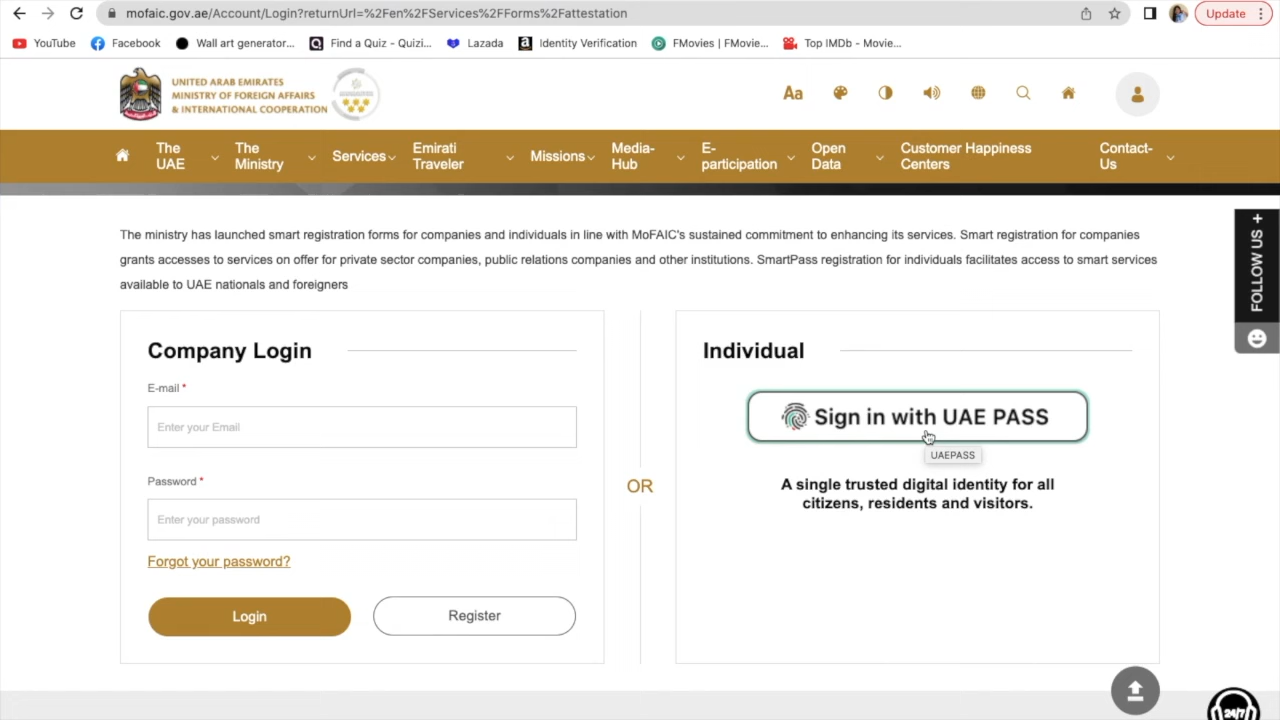 mofaic.gov.ae/Account/Login?returnUrl=%2Fen%2FServices%2FForms%2Fattestation
Update
YouTube
Facebook
Wall art generator...
Find a Quiz - Quizi...
Lazada
Identity Verification
FMovies | FMovie...
Top IMDb - Movie...
UNITED ARAB EMIRATES
MINISTRY OF FOREIGN AFFAIRS
& INTERNATIONAL COOPERATION
Aa
The UAE
The Ministry
Services
Emirati Traveler
Missions
Media-Hub
E-participation
Open Data
Customer Happiness Centers
Contact-Us
FOLLOW US +
The ministry has launched smart registration forms for companies and individuals in line with MoFAIC's sustained commitment to enhancing its services. Smart registration for companies
grants accesses to services on offer for private sector companies, public relations companies and other institutions. SmartPass registration for individuals facilitates access to smart services
available to UAE nationals and foreigners
Company Login
E-mail *
Enter your Email
Password *
Enter your password
Forgot your password?
Login
Register
OR
Individual
Sign in with UAE PASS
UAEPASS
A single trusted digital identity for all
citizens, residents and visitors.
24/7